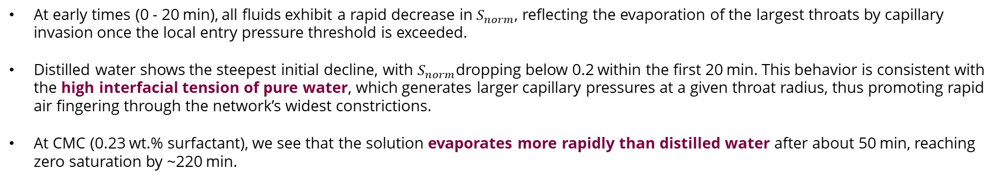 • At early times (0 - 20 min), all fluids exhibit a rapid decrease in Snorm, reflecting the evaporation of the largest throats by capillary
invasion once the local entry pressure threshold is exceeded.
• Distilled water shows the steepest initial decline, with Snorm dropping below 0.2 within the first 20 min. This behavior is consistent with
the high interfacial tension of pure water, which generates larger capillary pressures at a given throat radius, thus promoting rapid
air fingering through the network’s widest constrictions.
• At CMC (0.23 wt.% surfactant), we see that the solution evaporates more rapidly than distilled water after about 50 min, reaching
zero saturation by ~220 min.